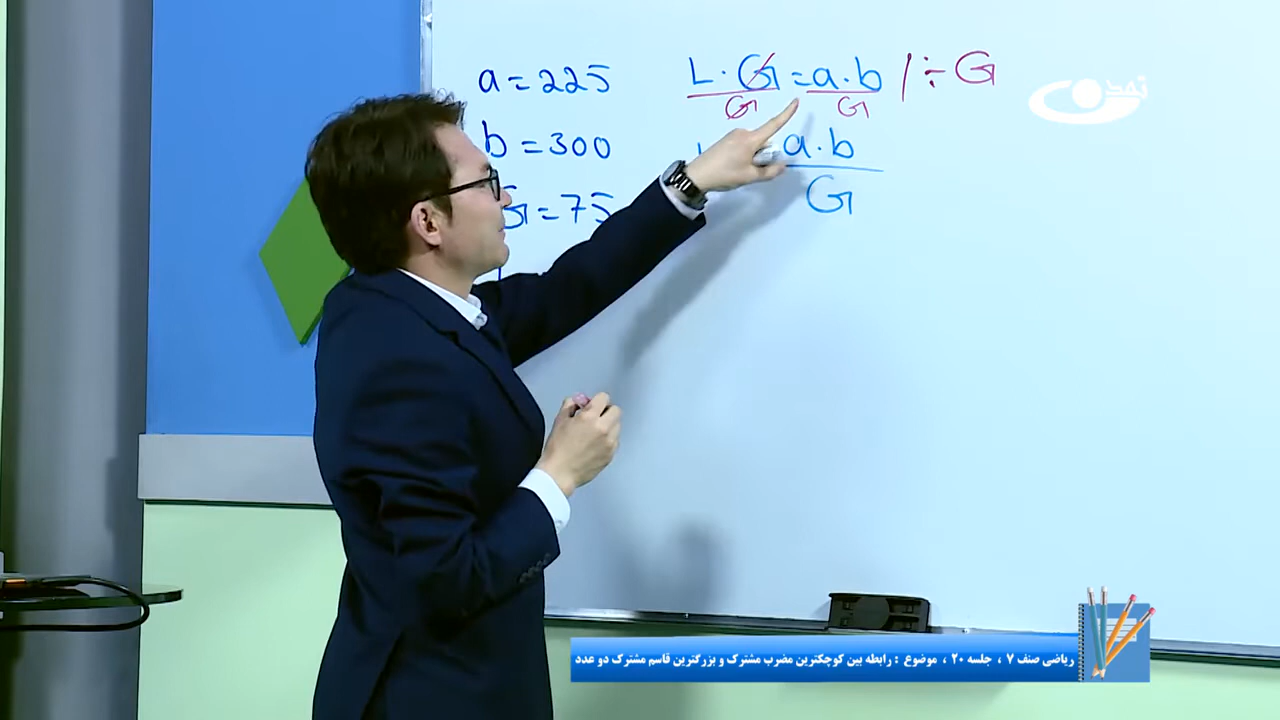 a = 225
b = 300
G = 75
L · G = a · b | ÷ G
G G
a · b
G
نمد
ریاضی صنف ۷ ، جلسه ۲۰ ، موضوع : رابطه بین کوچکترین مضرب مشترک و بزرگترین قاسم مشترک دو عدد